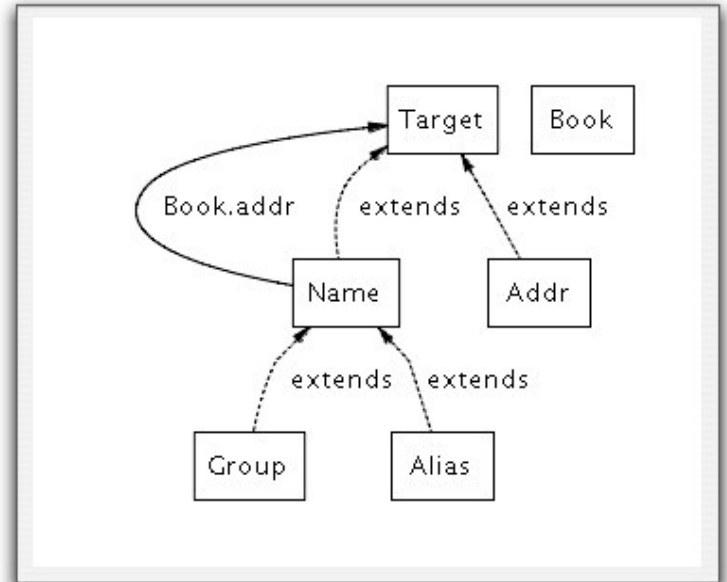 Target Book
Book.addr extends extends
Name Addr
extends extends
Group Alias